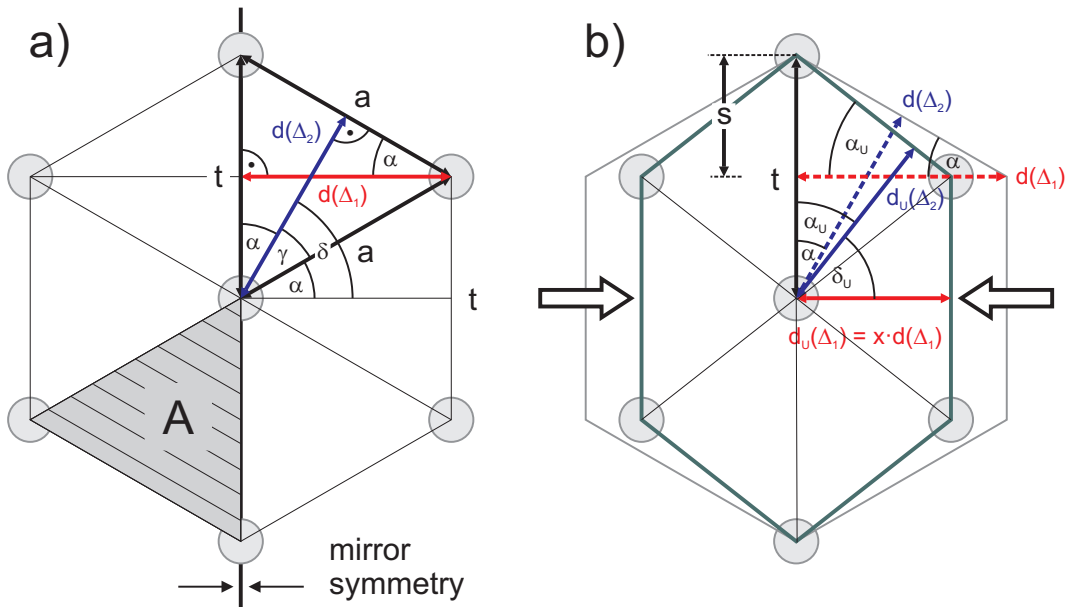 a)
a
d(Δ₂)
α
t
d(Δ₁)
α
γ
δ
a
α
t
A
mirror
symmetry
b)
s
d(Δ₂)
αᵤ
α
t
d(Δ₁)
dᵤ(Δ₂)
αᵤ
α
δᵤ
dᵤ(Δ₁) = x·d(Δ₁)